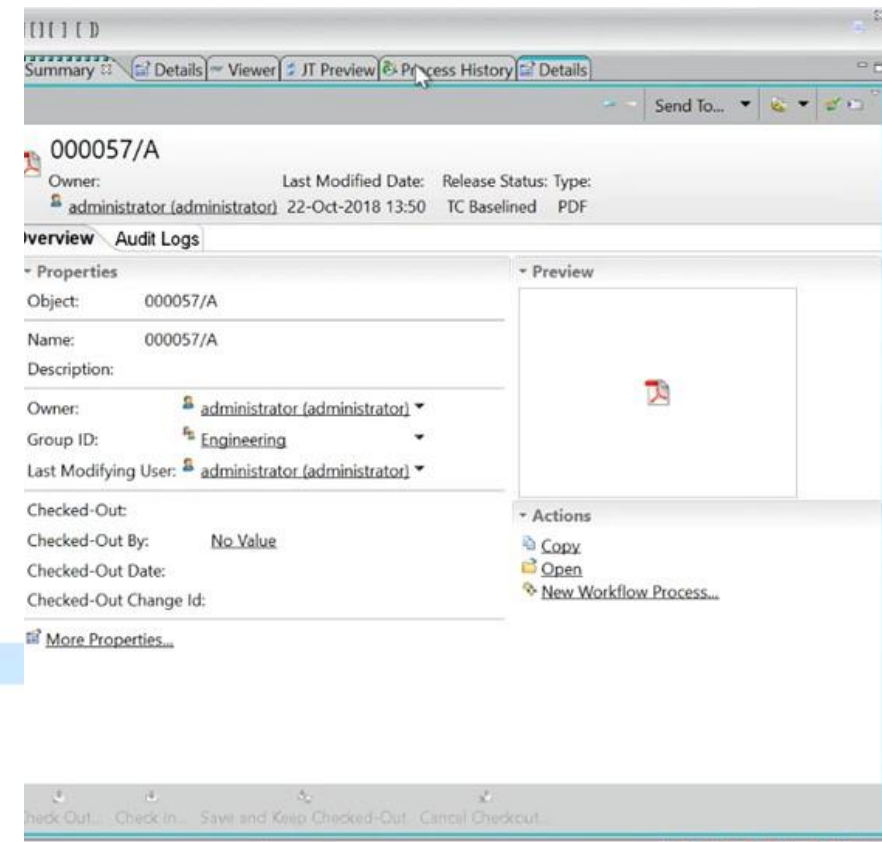 [ ] [ ] [ ])
Summary Details Viewer JT Preview Process History Details
Send To...
000057/A
Owner: Last Modified Date: Release Status: Type:
administrator (administrator) 22-Oct-2018 13:50 TC Baselined PDF
Overview Audit Logs
Properties
Object: 000057/A
Name: 000057/A
Description:
Owner: administrator (administrator)
Group ID: Engineering
Last Modifying User: administrator (administrator)
Checked-Out:
Checked-Out By: No Value
Checked-Out Date:
Checked-Out Change Id:
More Properties...
Preview
Actions
Copy
Open
New Workflow Process...
Check Out... Check In... Save and Keep Checked-Out Cancel Checkout...